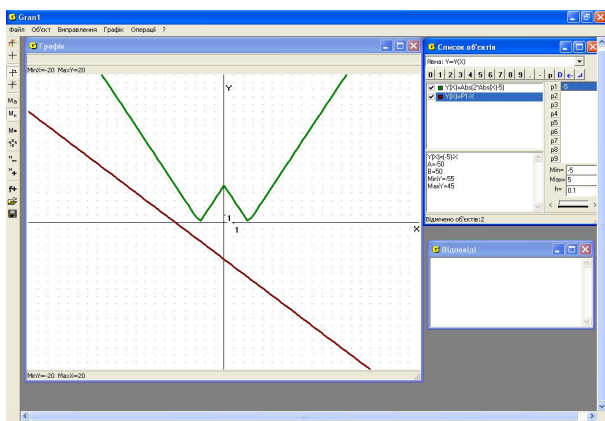 Gran1
Файл Об'єкт Виправлення Графік Операції ?
Графік
MinX=-20 MaxY=20
Y
1
1
X
MinY=-20 MaxX=20
Список об'єктів
Явна: Y=Y(X)
0 1 2 3 4 5 6 7 8 9 . - p D ← ↲
Y(X)=Abs(2*Abs(X)-5)
Y(X)=P1-X
p1 -5
p2
p3
p4
p5
p6
p7
p8
p9
Min= -5
Max= 5
h= 0.1
Y(X)=(-5)-X
A=-50
B=50
MinY=-55
MaxY=45
Відмічено об'єктів:2
Відповіді